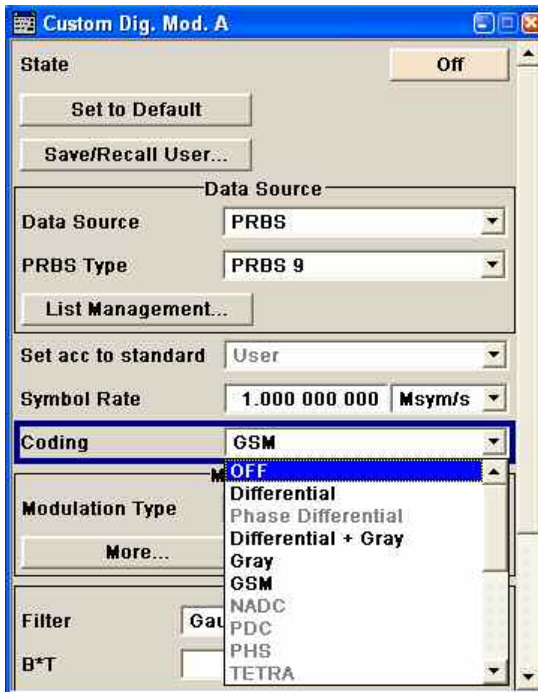 Custom Dig. Mod. A
State
Off
Set to Default
Save/Recall User...
Data Source
Data Source PRBS
PRBS Type PRBS 9
List Management...
Set acc to standard User
Symbol Rate 1.000 000 000 Msym/s
Coding GSM
OFF
Differential
Phase Differential
Differential + Gray
Gray
GSM
NADC
PDC
PHS
TETRA
M
Modulation Type
More...
Filter Gau
B*T